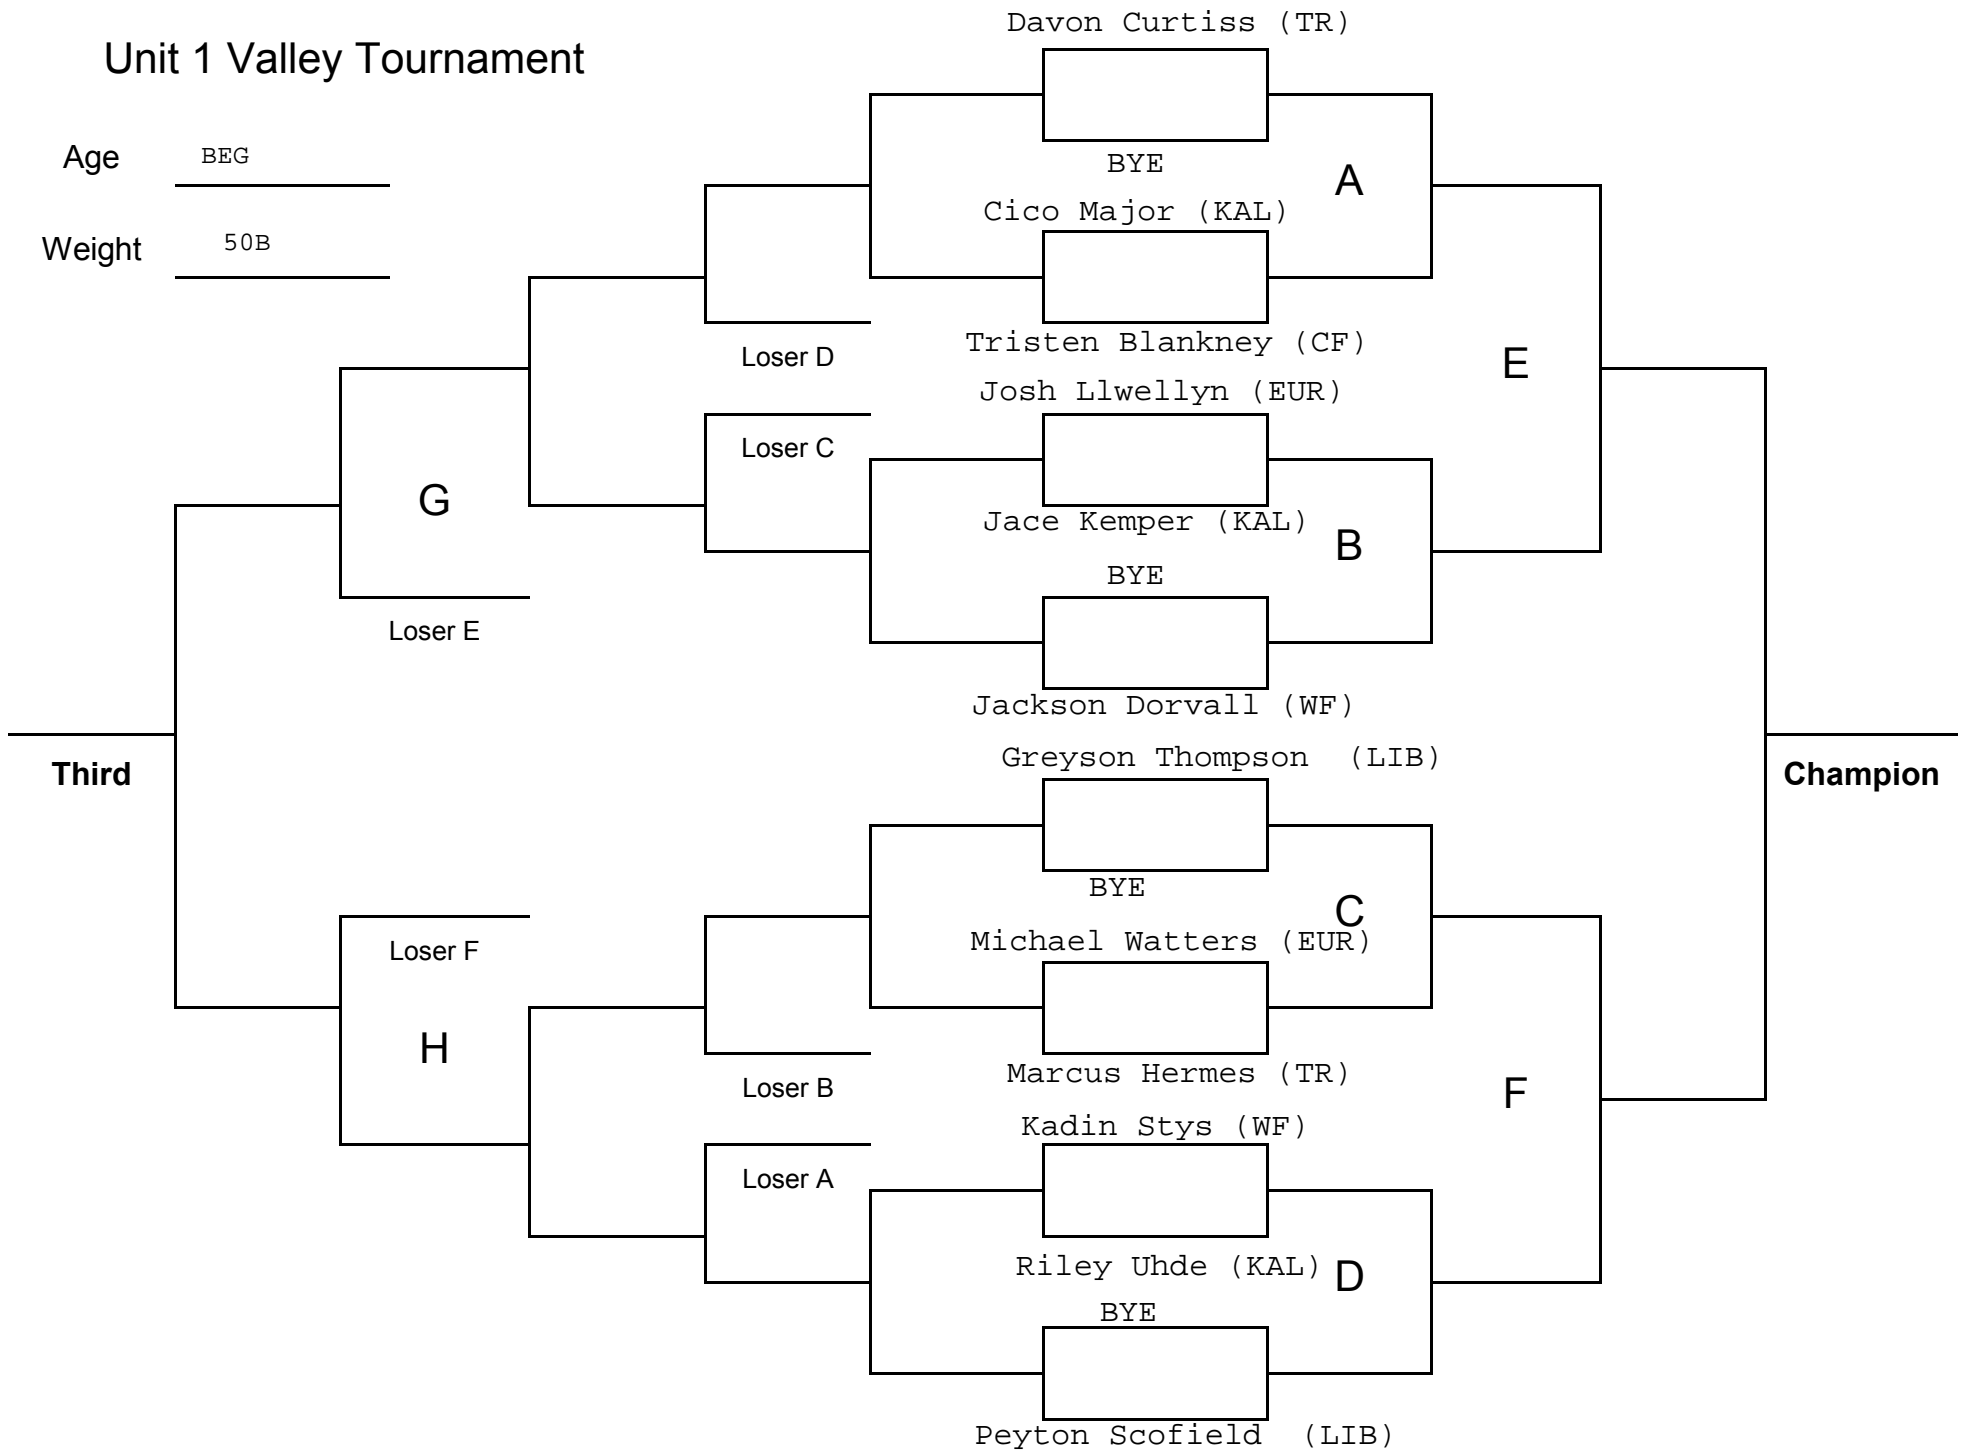 Davon Curtiss (TR)
Unit 1 Valley Tournament
Age BEG
BYE
A
Cico Major (KAL)
Weight 50B
Tristen Blankney (CF)
Loser D
E
Josh Llwellyn (EUR)
Loser C
G
Jace Kemper (KAL)
B
BYE
Loser E
Jackson Dorvall (WF)
Greyson Thompson (LIB)
Third
Champion
BYE
C
Michael Watters (EUR)
Loser F
H
Marcus Hermes (TR)
Loser B
F
Kadin Stys (WF)
Loser A
Riley Uhde (KAL)
D
BYE
Peyton Scofield (LIB)